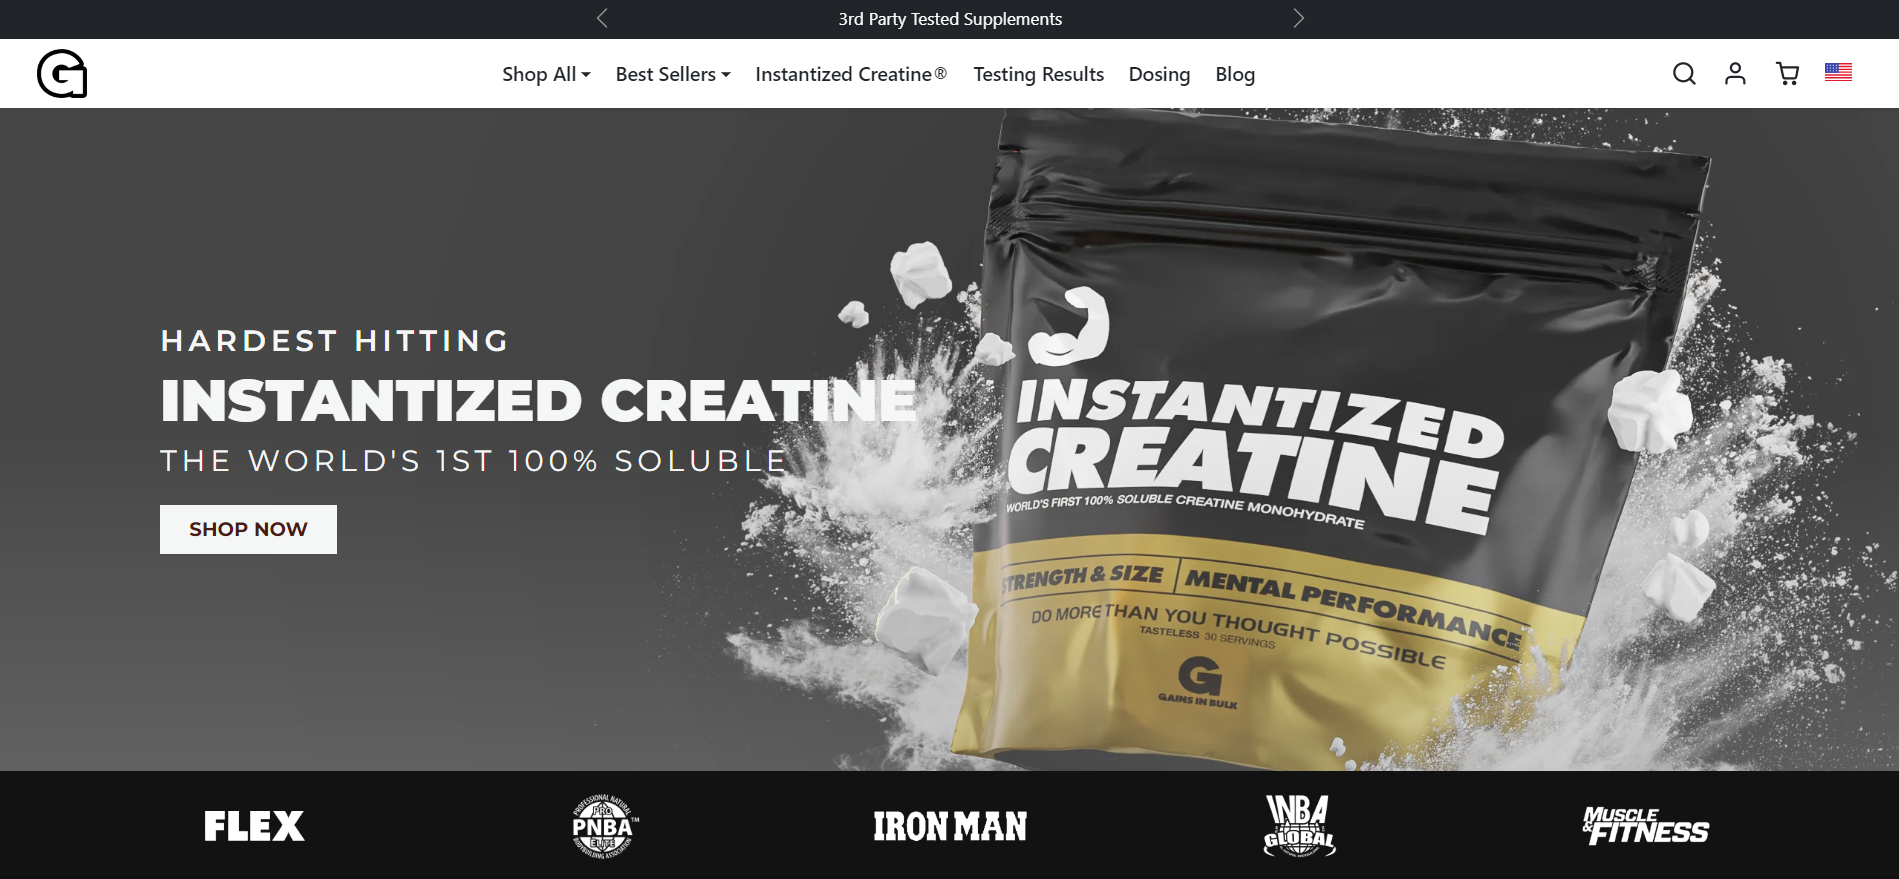 3rd Party Tested Supplements
G
Shop All
Best Sellers
Instantized Creatine®
Testing Results
Dosing
Blog
HARDEST HITTING
INSTANTIZED CREATINE
THE WORLD'S 1ST 100% SOLUBLE
SHOP NOW
INSTANTIZED
CREATINE
WORLD'S FIRST 100% SOLUBLE CREATINE MONOHYDRATE
STRENGTH & SIZE
MENTAL PERFORMANCE
DO MORE THAN YOU THOUGHT POSSIBLE
TASTELESS 30 SERVINGS
G
GAINS IN BULK
FLEX
PROFESSIONAL NATURAL
PRO
PNBA™
ELITE
BODYBUILDING ASSOCIATION
IRON MAN
INBA
GLOBAL
MUSCLE
&FITNESS